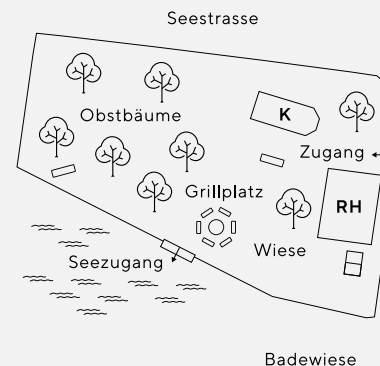 Seestrasse
Obstbäume
K
Zugang
Grillplatz
RH
Wiese
Seezugang
Badewiese